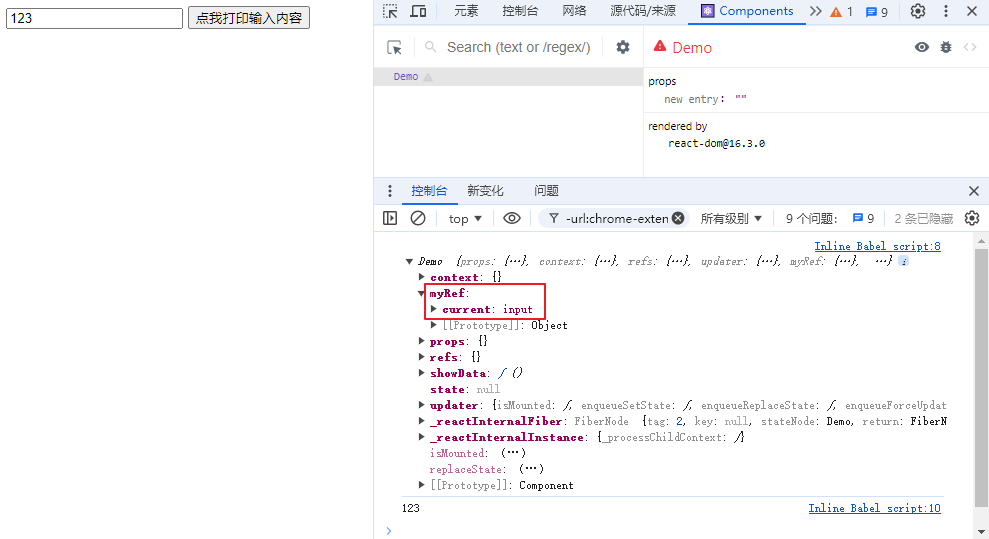 123 点我打印输入内容
元素 控制台 网络 源代码/来源 Components 1 9
Search (text or /regex/)
Demo
Demo
props
new entry: ""
rendered by
react-dom@16.3.0
控制台 新变化 问题
top ▼ -url:chrome-exten 所有级别 ▼ 9 个问题: 9 2 条已隐藏
Inline Babel script:8
▼ Demo {props: {…}, context: {…}, refs: {…}, updater: {…}, myRef: {…}, …} i
▶ context: {}
▼ myRef:
▶ current: input
▶ [[Prototype]]: Object
▶ props: {}
▶ refs: {}
▶ showData: ƒ ()
state: null
▶ updater: {isMounted: ƒ, enqueueSetState: ƒ, enqueueReplaceState: ƒ, enqueueForceUpdat
▶ _reactInternalFiber: FiberNode {tag: 2, key: null, stateNode: Demo, return: FiberN
▶ _reactInternalInstance: {_processChildContext: ƒ}
isMounted: (…)
replaceState: (…)
▶ [[Prototype]]: Component
123 Inline Babel script:10